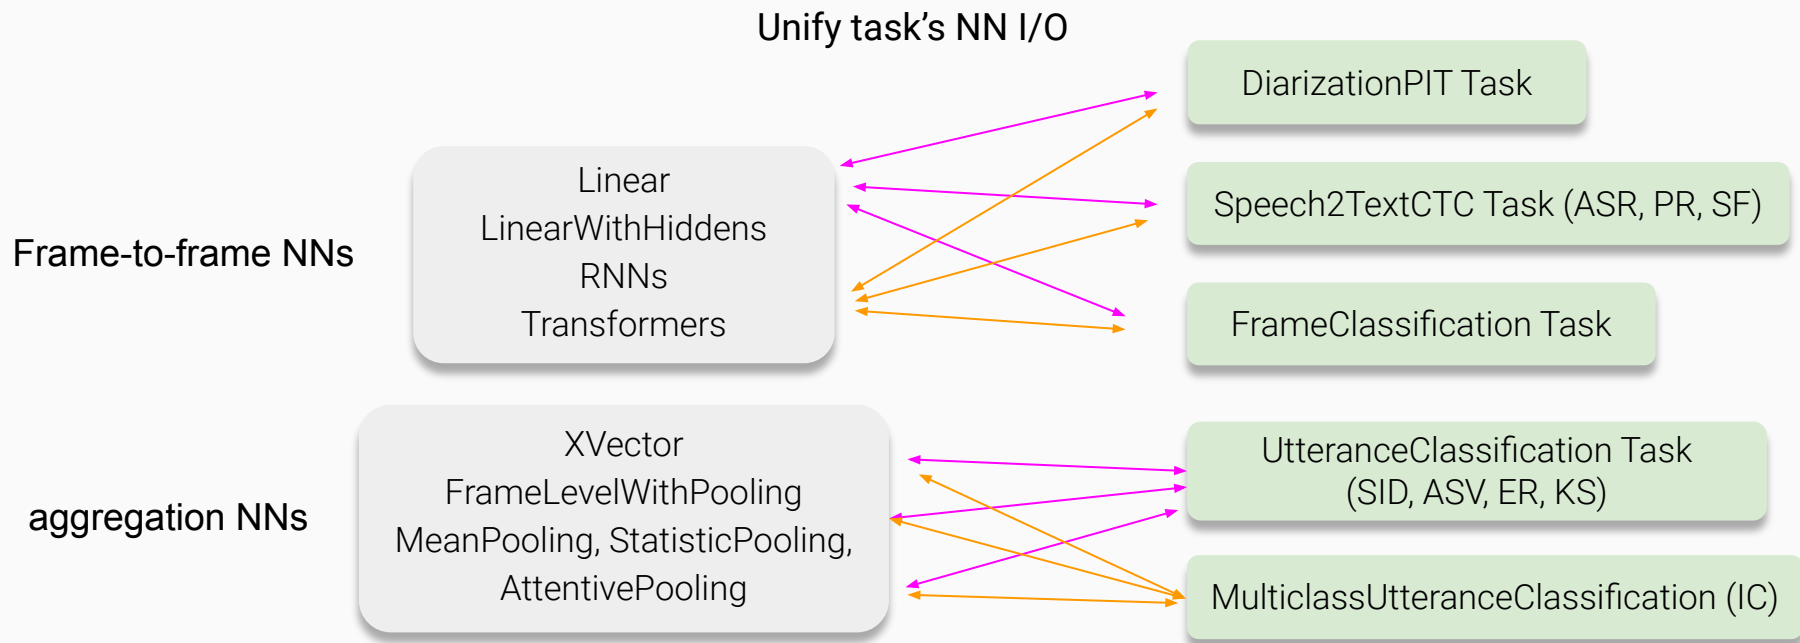 Unify task's NN I/O
Frame-to-frame NNs
Linear
LinearWithHiddens
RNNs
Transformers
DiarizationPIT Task
Speech2TextCTC Task (ASR, PR, SF)
FrameClassification Task
aggregation NNs
XVector
FrameLevelWithPooling
MeanPooling, StatisticPooling,
AttentivePooling
UtteranceClassification Task
(SID, ASV, ER, KS)
MulticlassUtteranceClassification (IC)